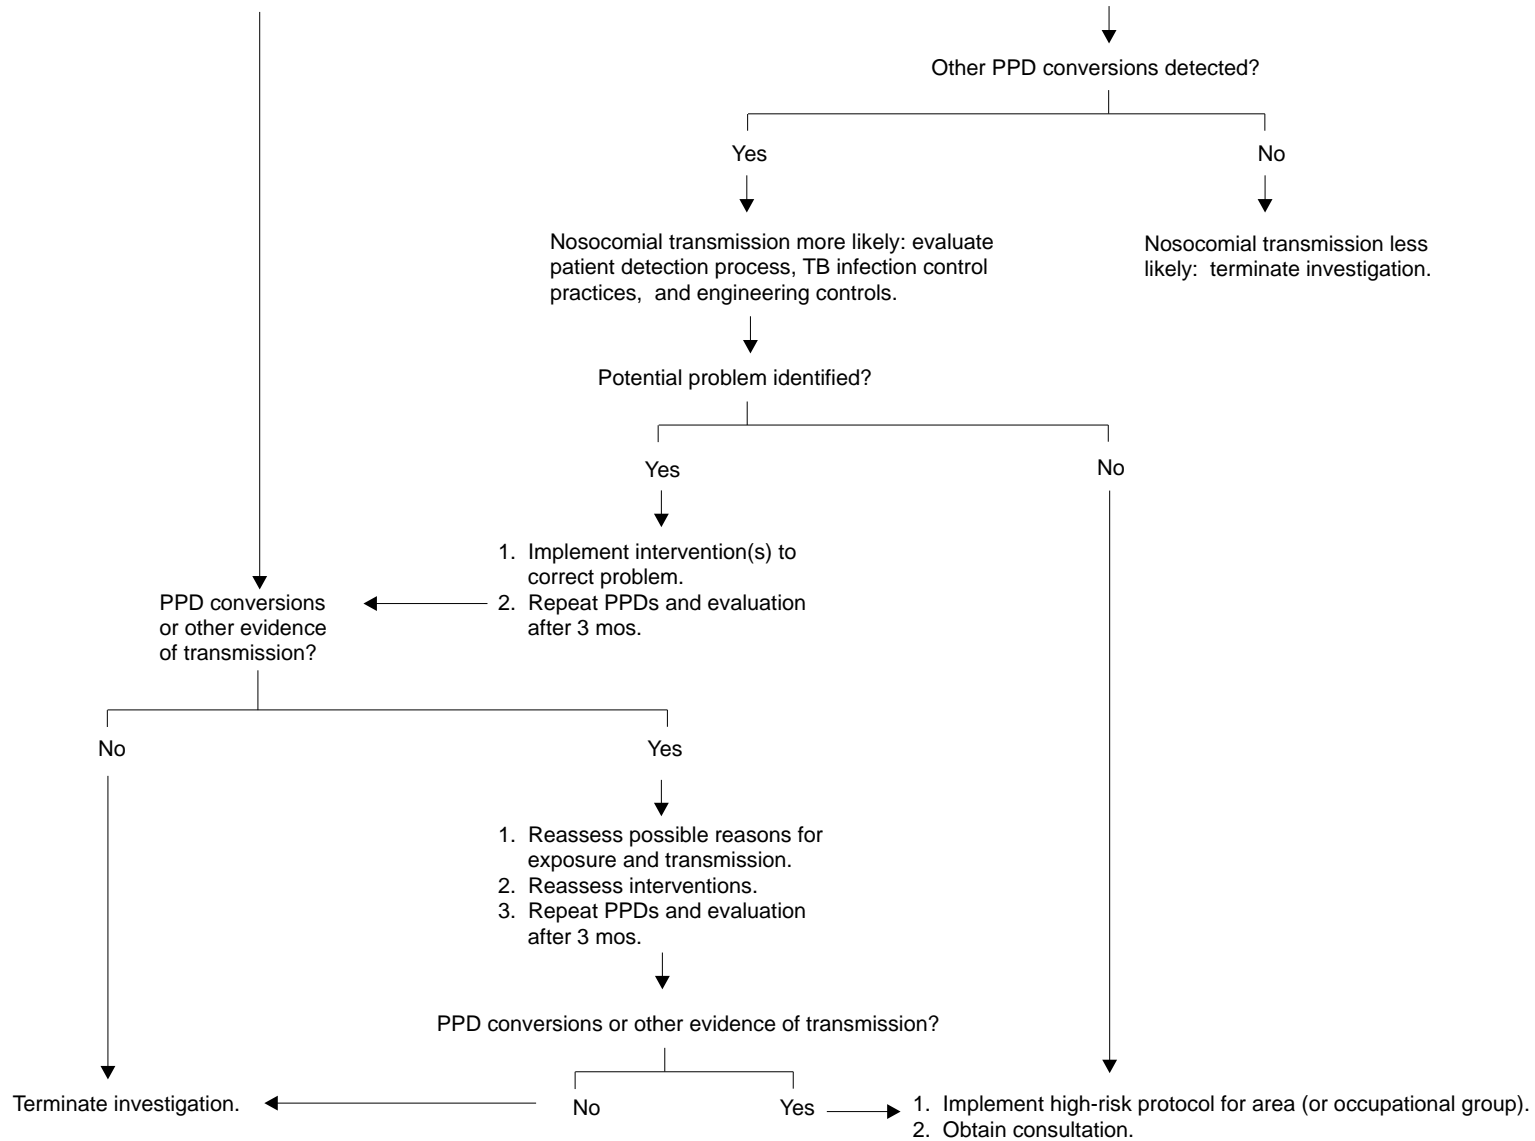 Other PPD conversions detected?
Yes
No
Nosocomial transmission more likely: evaluate
patient detection process, TB infection control
practices,  and engineering controls.
Nosocomial transmission less
likely:  terminate investigation.
Potential problem identified?
Yes
No
1.  Implement intervention(s) to
correct problem.
2.  Repeat PPDs and evaluation
after 3 mos.
PPD conversions
or other evidence
of transmission?
No
Yes
1.  Reassess possible reasons for
exposure and transmission.
2.  Reassess interventions.
3.  Repeat PPDs and evaluation
after 3 mos.
PPD conversions or other evidence of transmission?
Terminate investigation.
No
Yes
1.  Implement high-risk protocol for area (or occupational group).
2.  Obtain consultation.